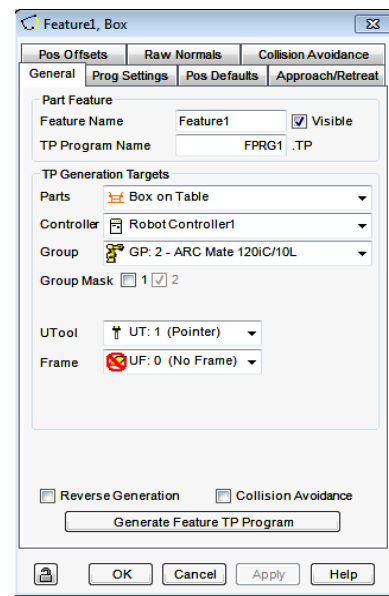 Feature1, Box
Pos Offsets Raw Normals Collision Avoidance
General Prog Settings Pos Defaults Approach/Retreat
Part Feature
Feature Name Feature1 Visible
TP Program Name FPRG1 .TP
TP Generation Targets
Parts Box on Table
Controller Robot Controller1
Group GP: 2 - ARC Mate 120iC/10L
Group Mask 1 2
UTool UT: 1 (Pointer)
Frame UF: 0 (No Frame)
Reverse Generation Collision Avoidance
Generate Feature TP Program
OK Cancel Apply Help